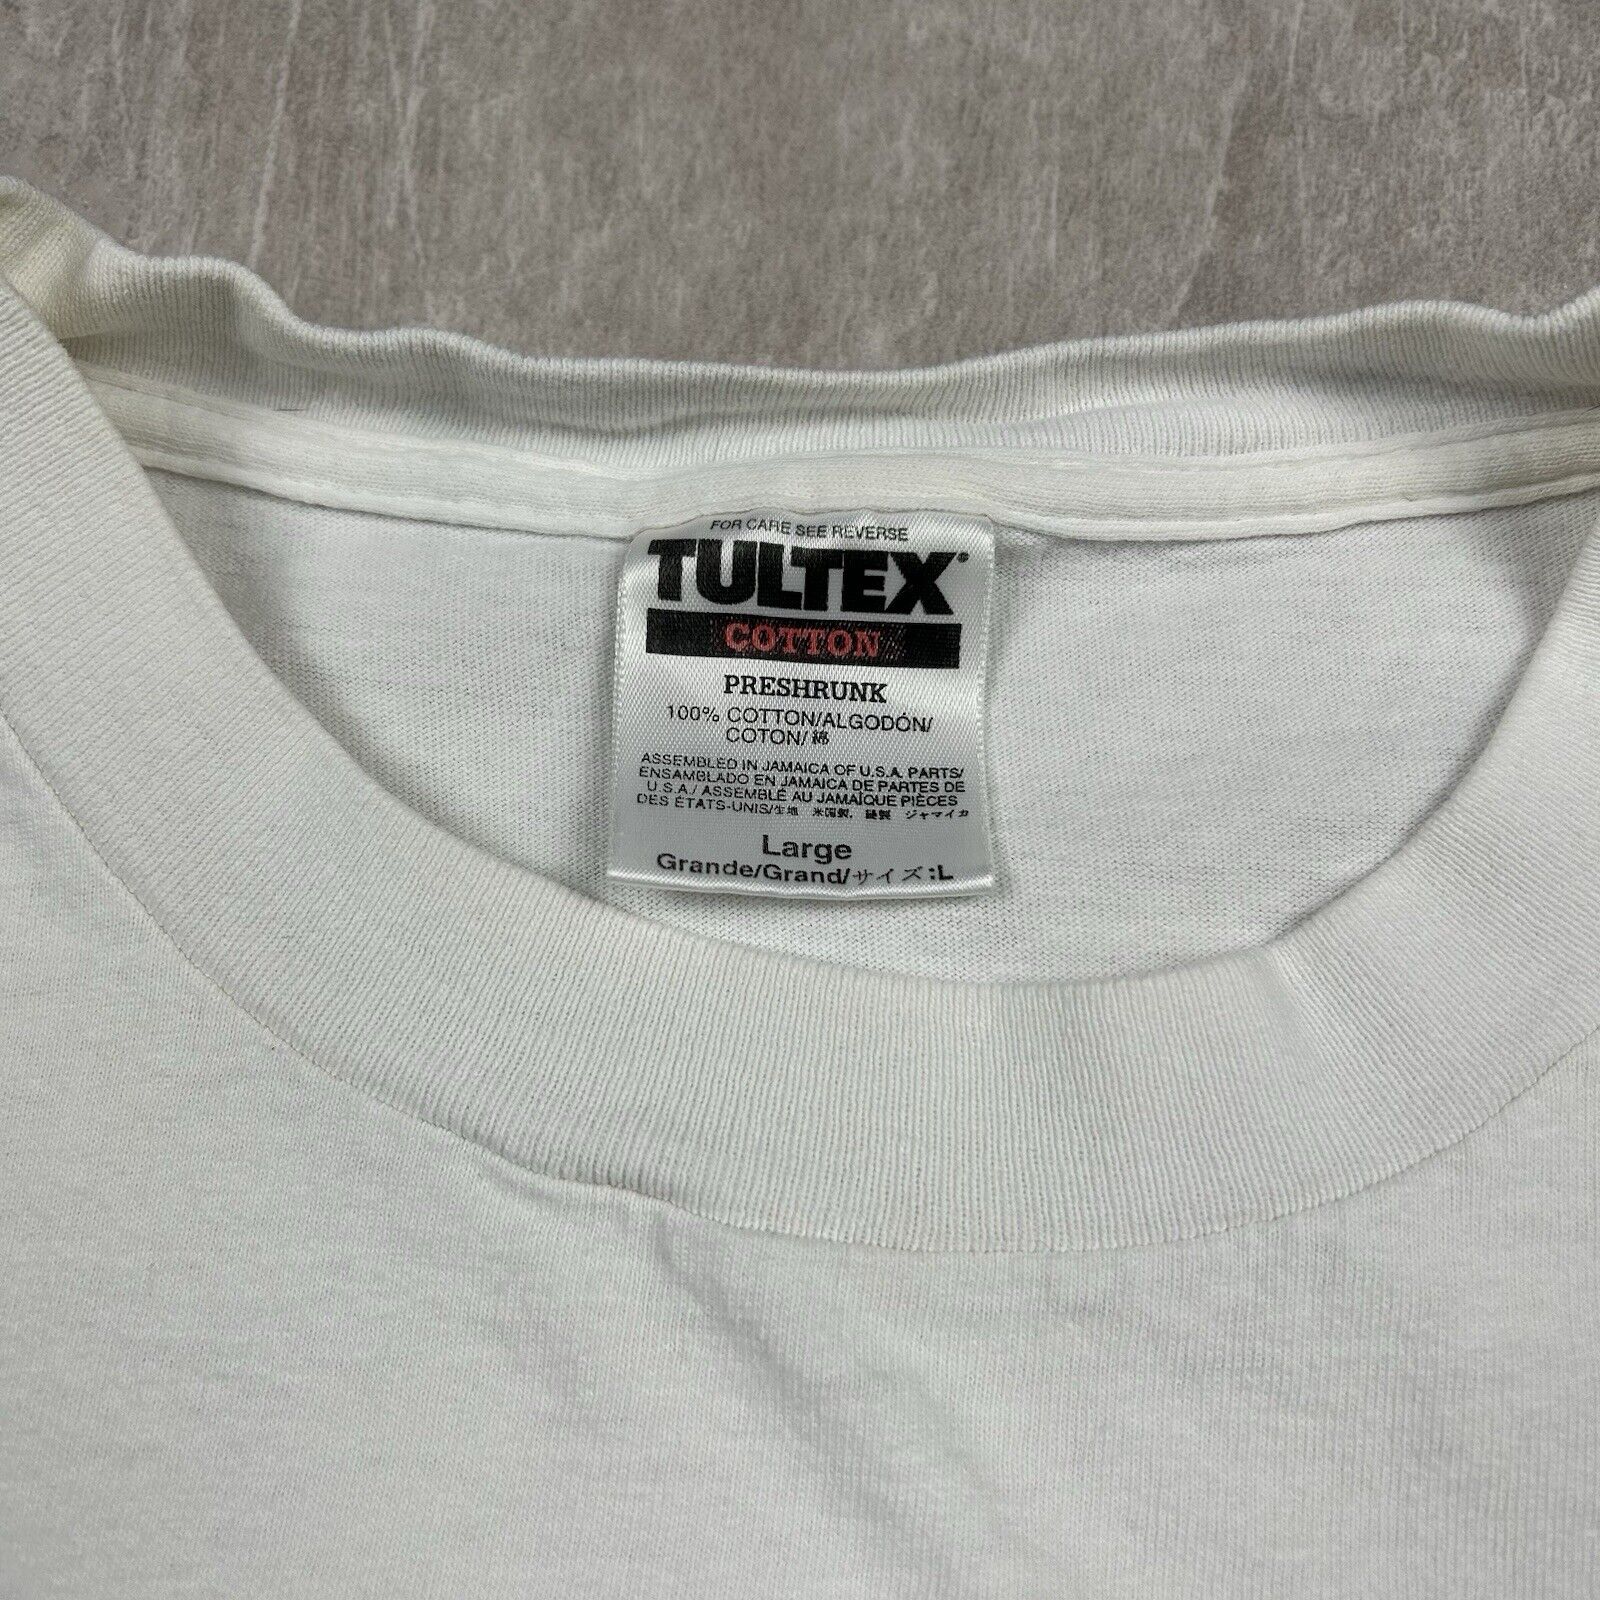 FOR CARE SEE REVERSE
TULTEX®
COTTON
PRESHRUNK
100% COTTON/ALGODÓN/
COTON/綿
ASSEMBLED IN JAMAICA OF U.S.A. PARTS/
ENSAMBLADO EN JAMAICA DE PARTES DE
U.S.A./ASSEMBLÉ AU JAMAÏQUE PIÈCES
DES ÉTATS-UNIS/生地 米国製, 縫製 ジャマイカ
Large
Grande/Grand/サイズ:L